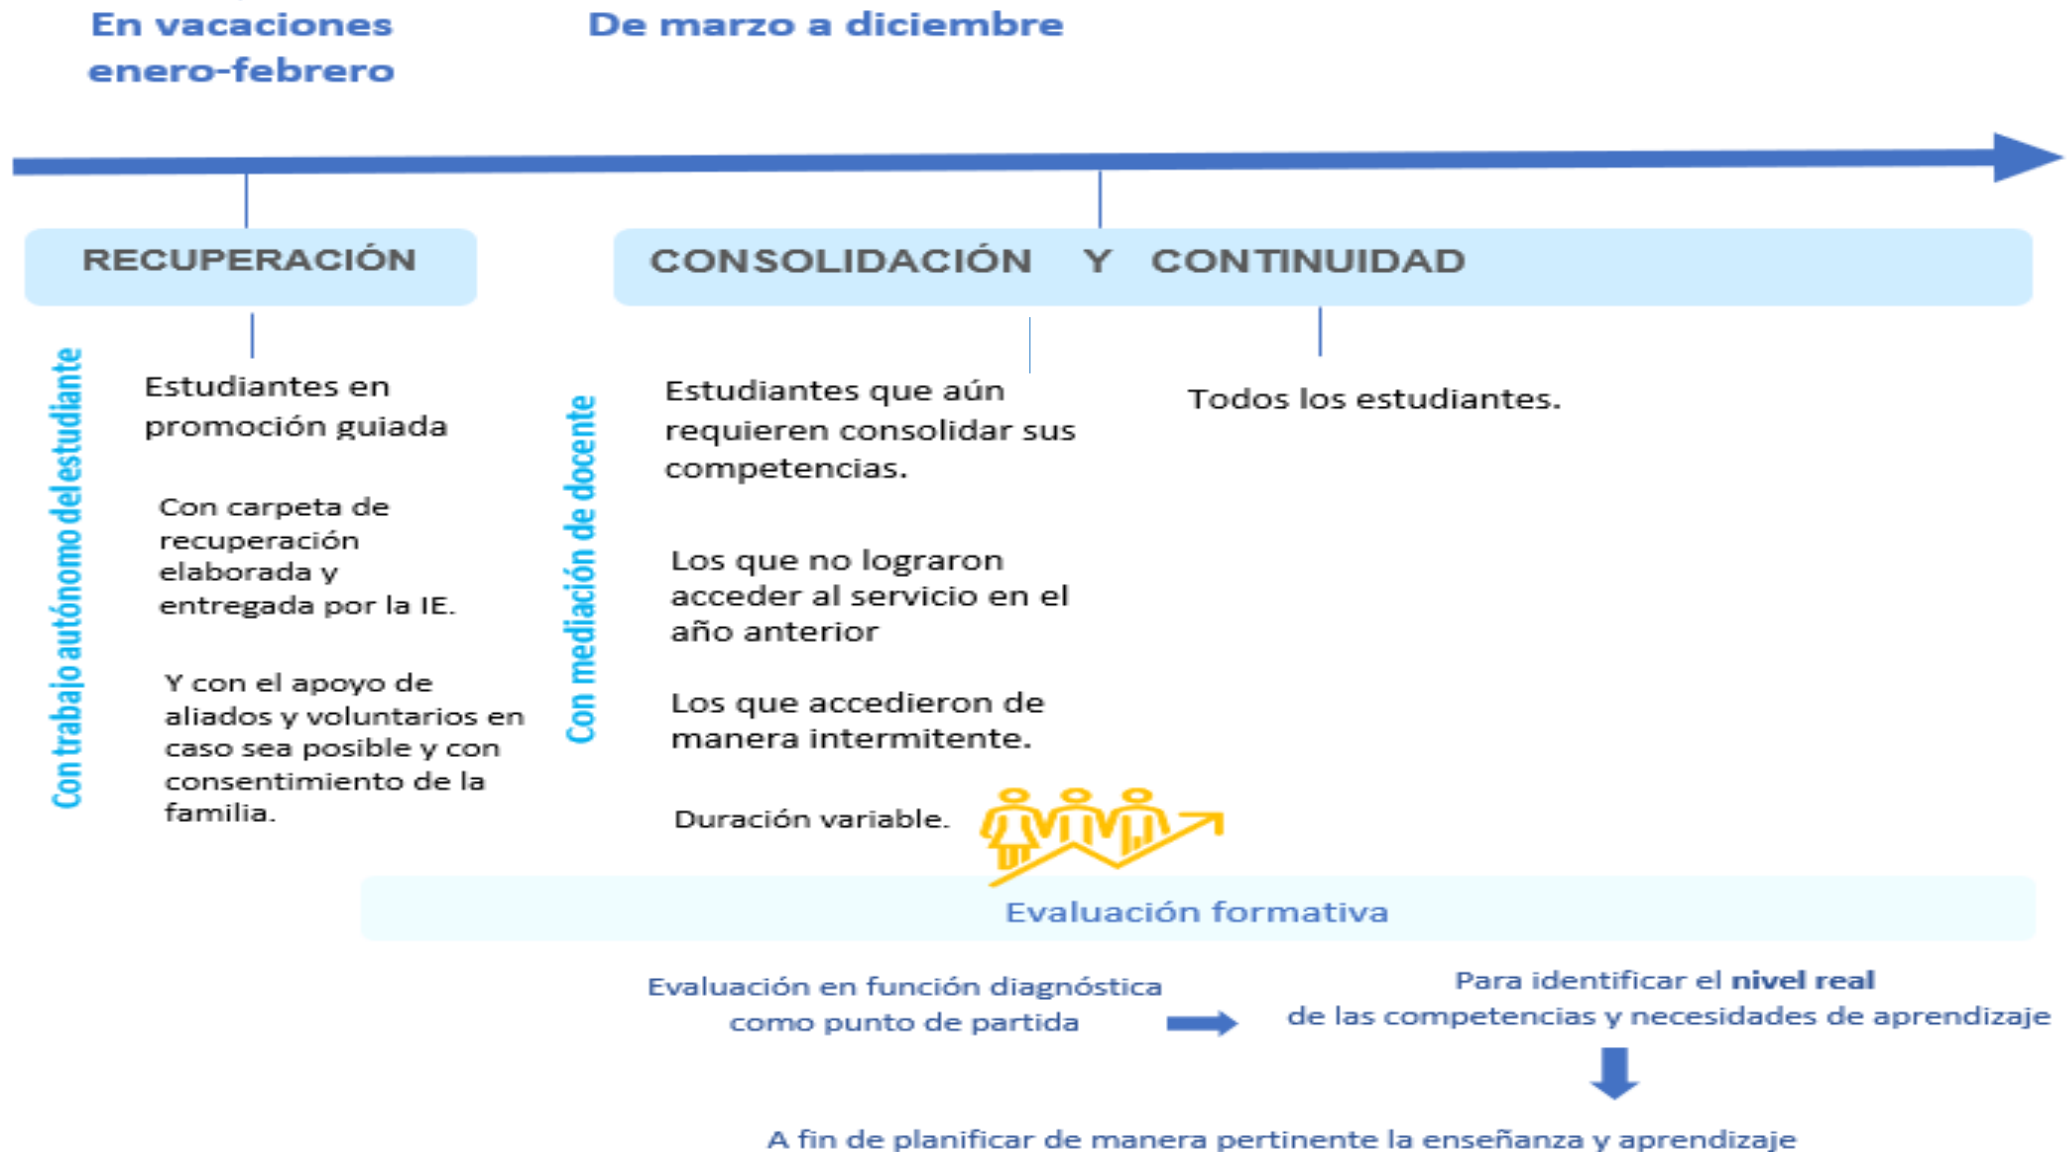 En vacaciones
enero-febrero
De marzo a diciembre
RECUPERACIÓN
CONSOLIDACIÓN Y CONTINUIDAD
Con trabajo autónomo del estudiante
Estudiantes en
promoción guiada
Con carpeta de
recuperación
elaborada y
entregada por la IE.
Y con el apoyo de
aliados y voluntarios en
caso sea posible y con
consentimiento de la
familia.
Con mediación de docente
Estudiantes que aún
requieren consolidar sus
competencias.
Los que no lograron
acceder al servicio en el
año anterior
Los que accedieron de
manera intermitente.
Duración variable.
Todos los estudiantes.
Evaluación formativa
Evaluación en función diagnóstica
como punto de partida
Para identificar el nivel real
de las competencias y necesidades de aprendizaje
A fin de planificar de manera pertinente la enseñanza y aprendizaje